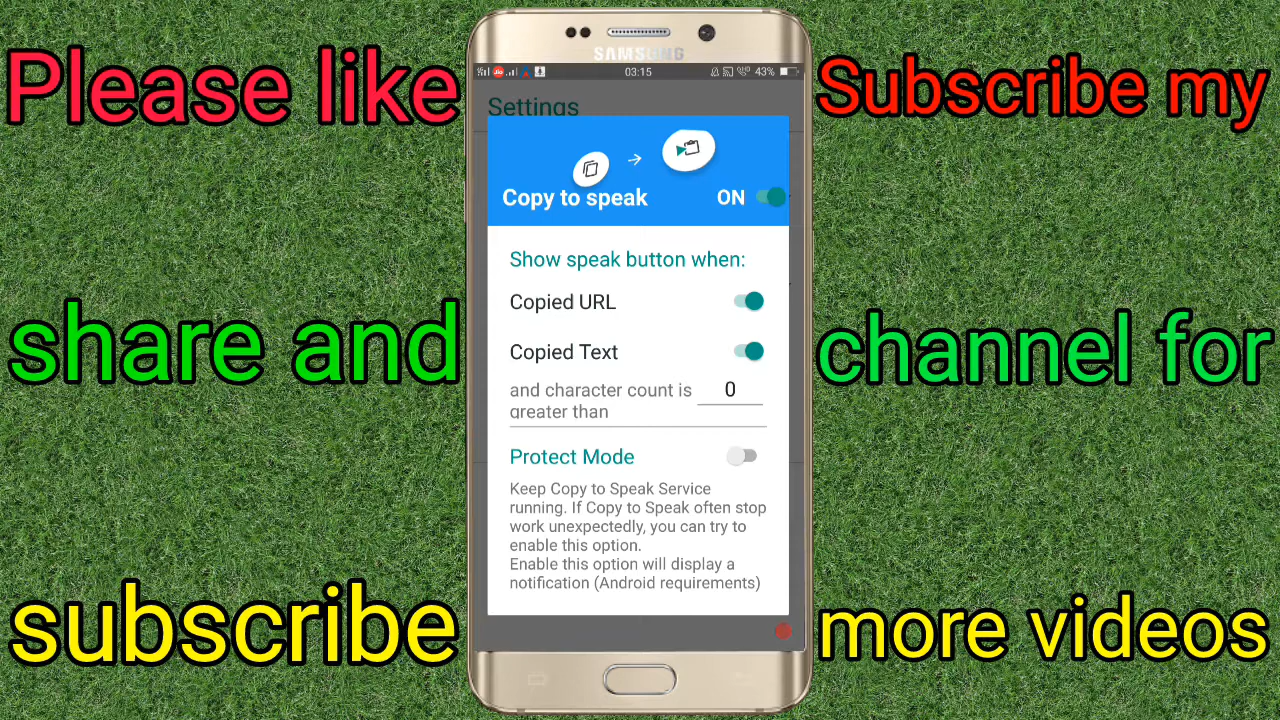 Please like
share and
subscribe
SAMSUNG
03:15
43%
Settings
Copy to speak
ON
Show speak button when:
Copied URL
Copied Text
and character count is
greater than
0
Protect Mode
Keep Copy to Speak Service
running. If Copy to Speak often stop
work unexpectedly, you can try to
enable this option.
Enable this option will display a
notification (Android requirements)
Subscribe my
channel for
more videos